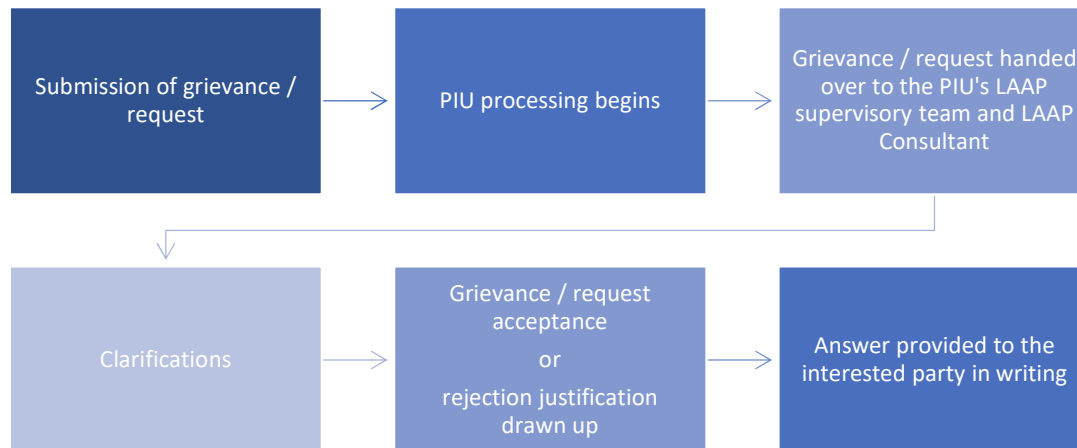 Submission of grievance /
request
PIU processing begins
Grievance / request handed
over to the PIU's LAAP
supervisory team and LAAP
Consultant
Clarifications
Grievance / request
acceptance
or
rejection justification
drawn up
Answer provided to the
interested party in writing